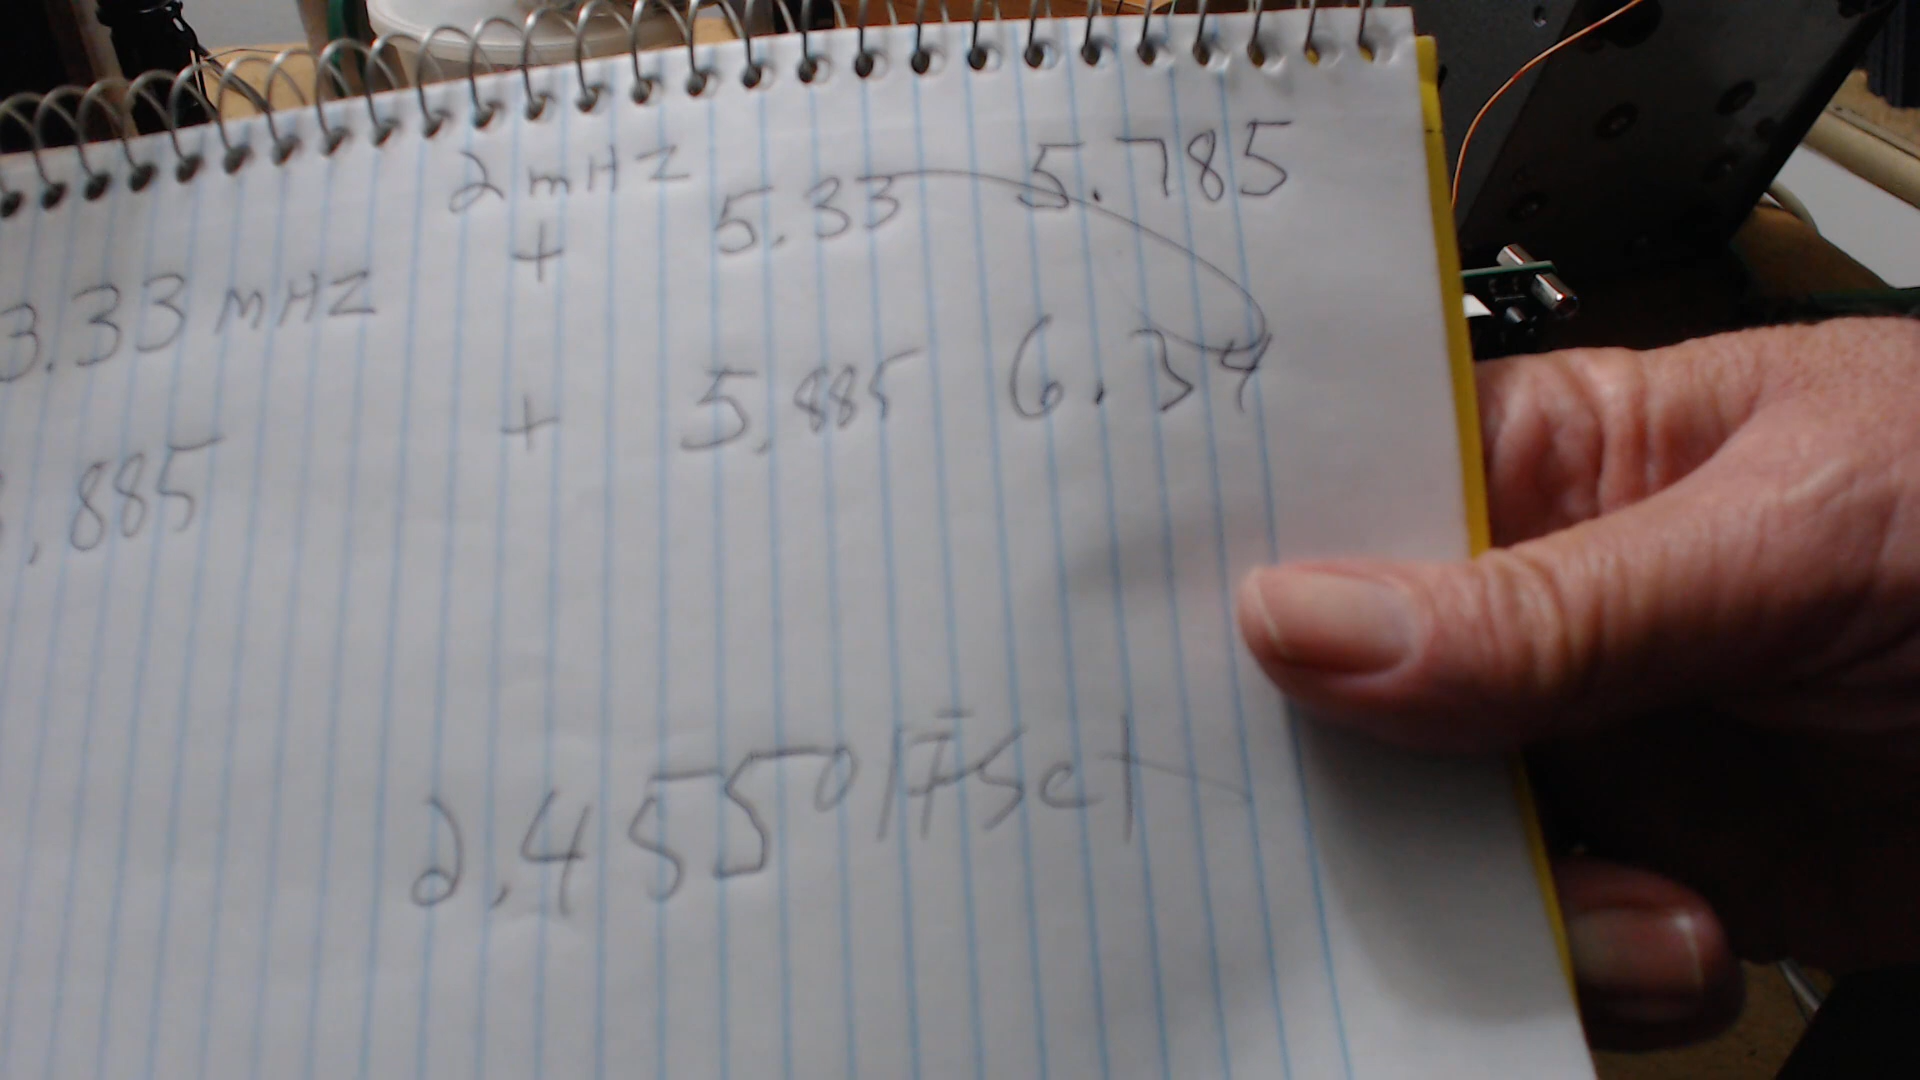 2 mHZ 5.33 5.785
3.33 mHZ +
+ 5.885 6.34
.885
2.455 OFFSet